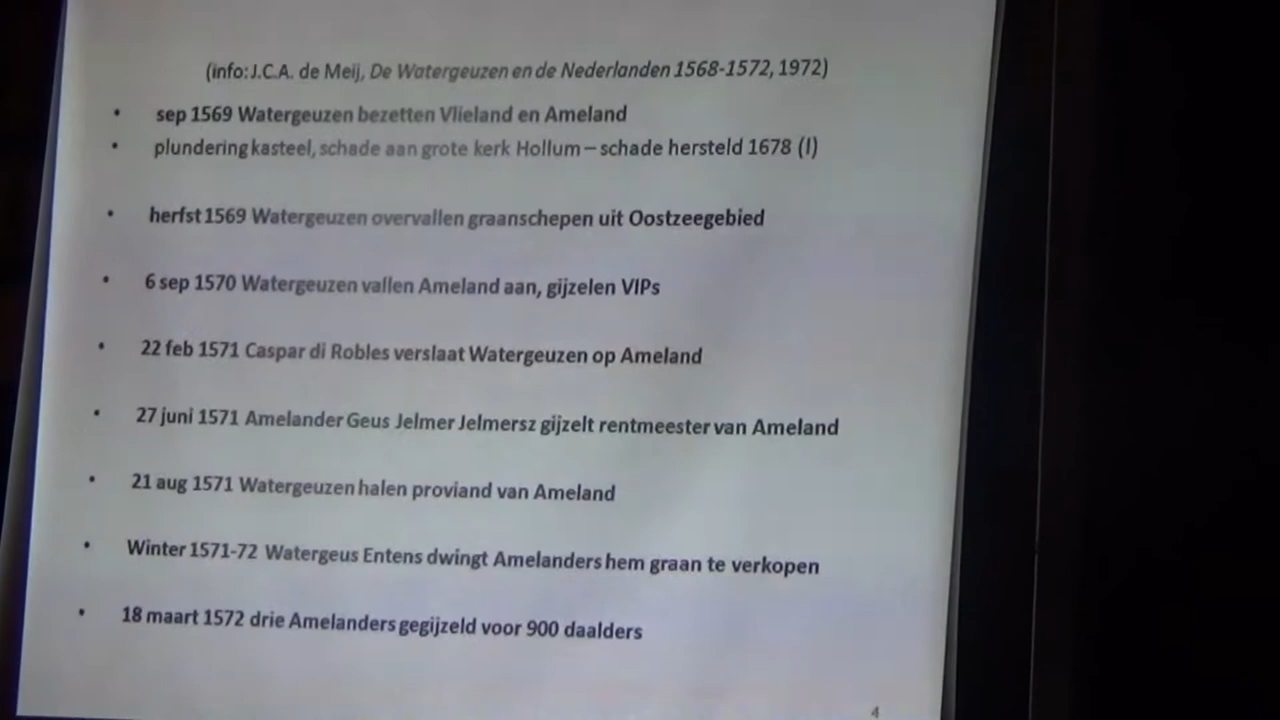 (info: J.C.A. de Meij, De Watergeuzen en de Nederlanden 1568-1572, 1972)
• sep 1569 Watergeuzen bezetten Vlieland en Ameland
• plundering kasteel, schade aan grote kerk Hollum – schade hersteld 1678 (!)
• herfst 1569 Watergeuzen overvallen graanschepen uit Oostzeegebied
• 6 sep 1570 Watergeuzen vallen Ameland aan, gijzelen VIPs
• 22 feb 1571 Caspar di Robles verslaat Watergeuzen op Ameland
• 27 juni 1571 Amelander Geus Jelmer Jelmersz gijzelt rentmeester van Ameland
• 21 aug 1571 Watergeuzen halen proviand van Ameland
• Winter 1571-72 Watergeus Entens dwingt Amelanders hem graan te verkopen
• 18 maart 1572 drie Amelanders gegijzeld voor 900 daalders
4